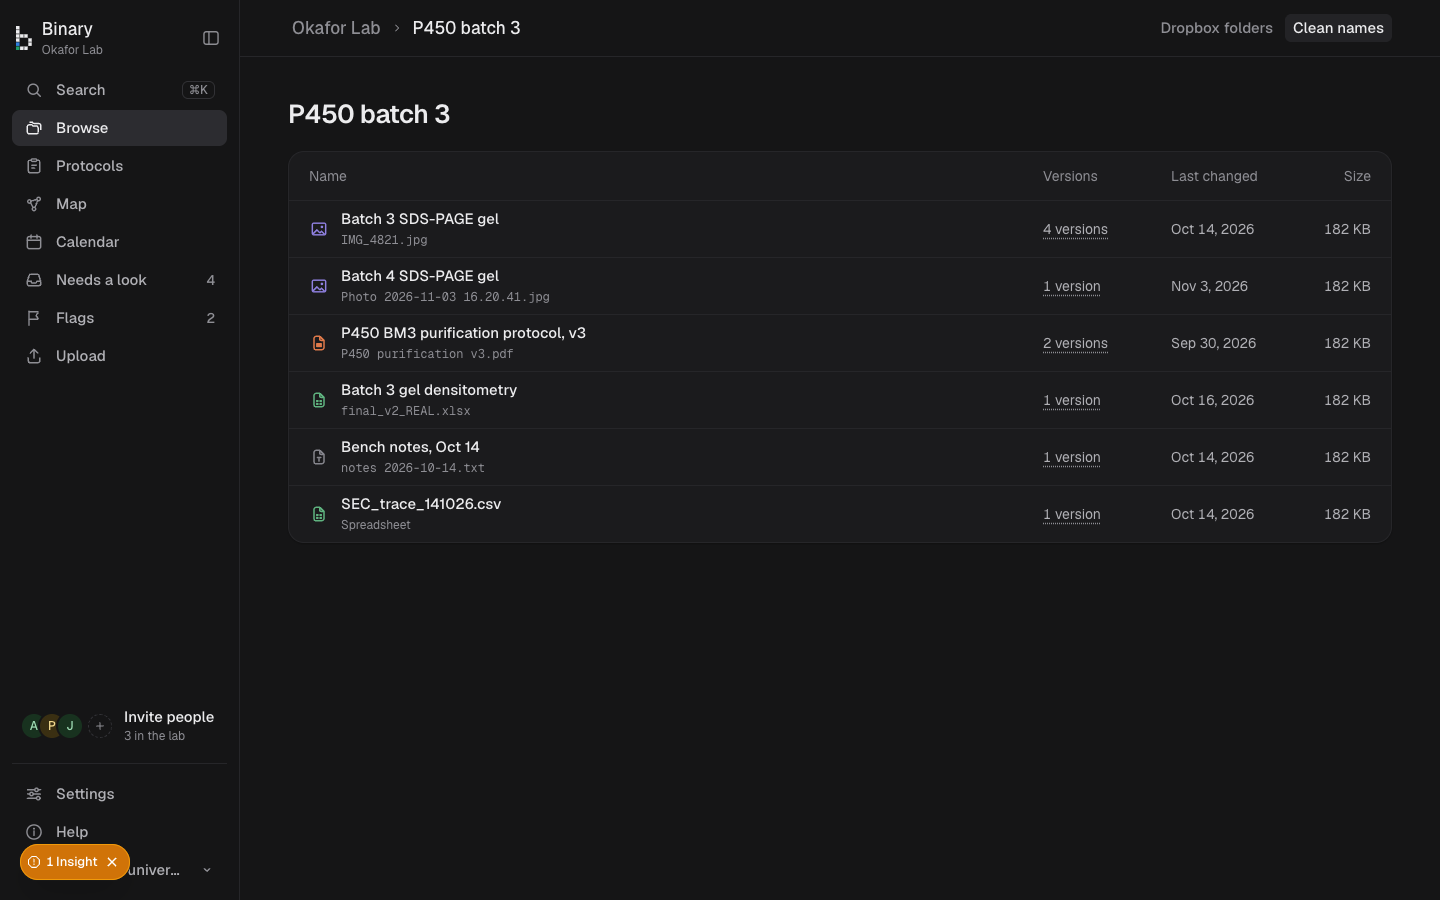 Binary
Okafor Lab
Search ⌘K
Browse
Protocols
Map
Calendar
Needs a look 4
Flags 2
Upload
A P J +
Invite people
3 in the lab
Settings
Help
1 Insight
univer...
Okafor Lab › P450 batch 3
Dropbox folders Clean names
P450 batch 3
Name Versions Last changed Size
Batch 3 SDS-PAGE gel
IMG_4821.jpg
4 versions Oct 14, 2026 182 KB
Batch 4 SDS-PAGE gel
Photo 2026-11-03 16.20.41.jpg
1 version Nov 3, 2026 182 KB
P450 BM3 purification protocol, v3
P450 purification v3.pdf
2 versions Sep 30, 2026 182 KB
Batch 3 gel densitometry
final_v2_REAL.xlsx
1 version Oct 16, 2026 182 KB
Bench notes, Oct 14
notes 2026-10-14.txt
1 version Oct 14, 2026 182 KB
SEC_trace_141026.csv
Spreadsheet
1 version Oct 14, 2026 182 KB